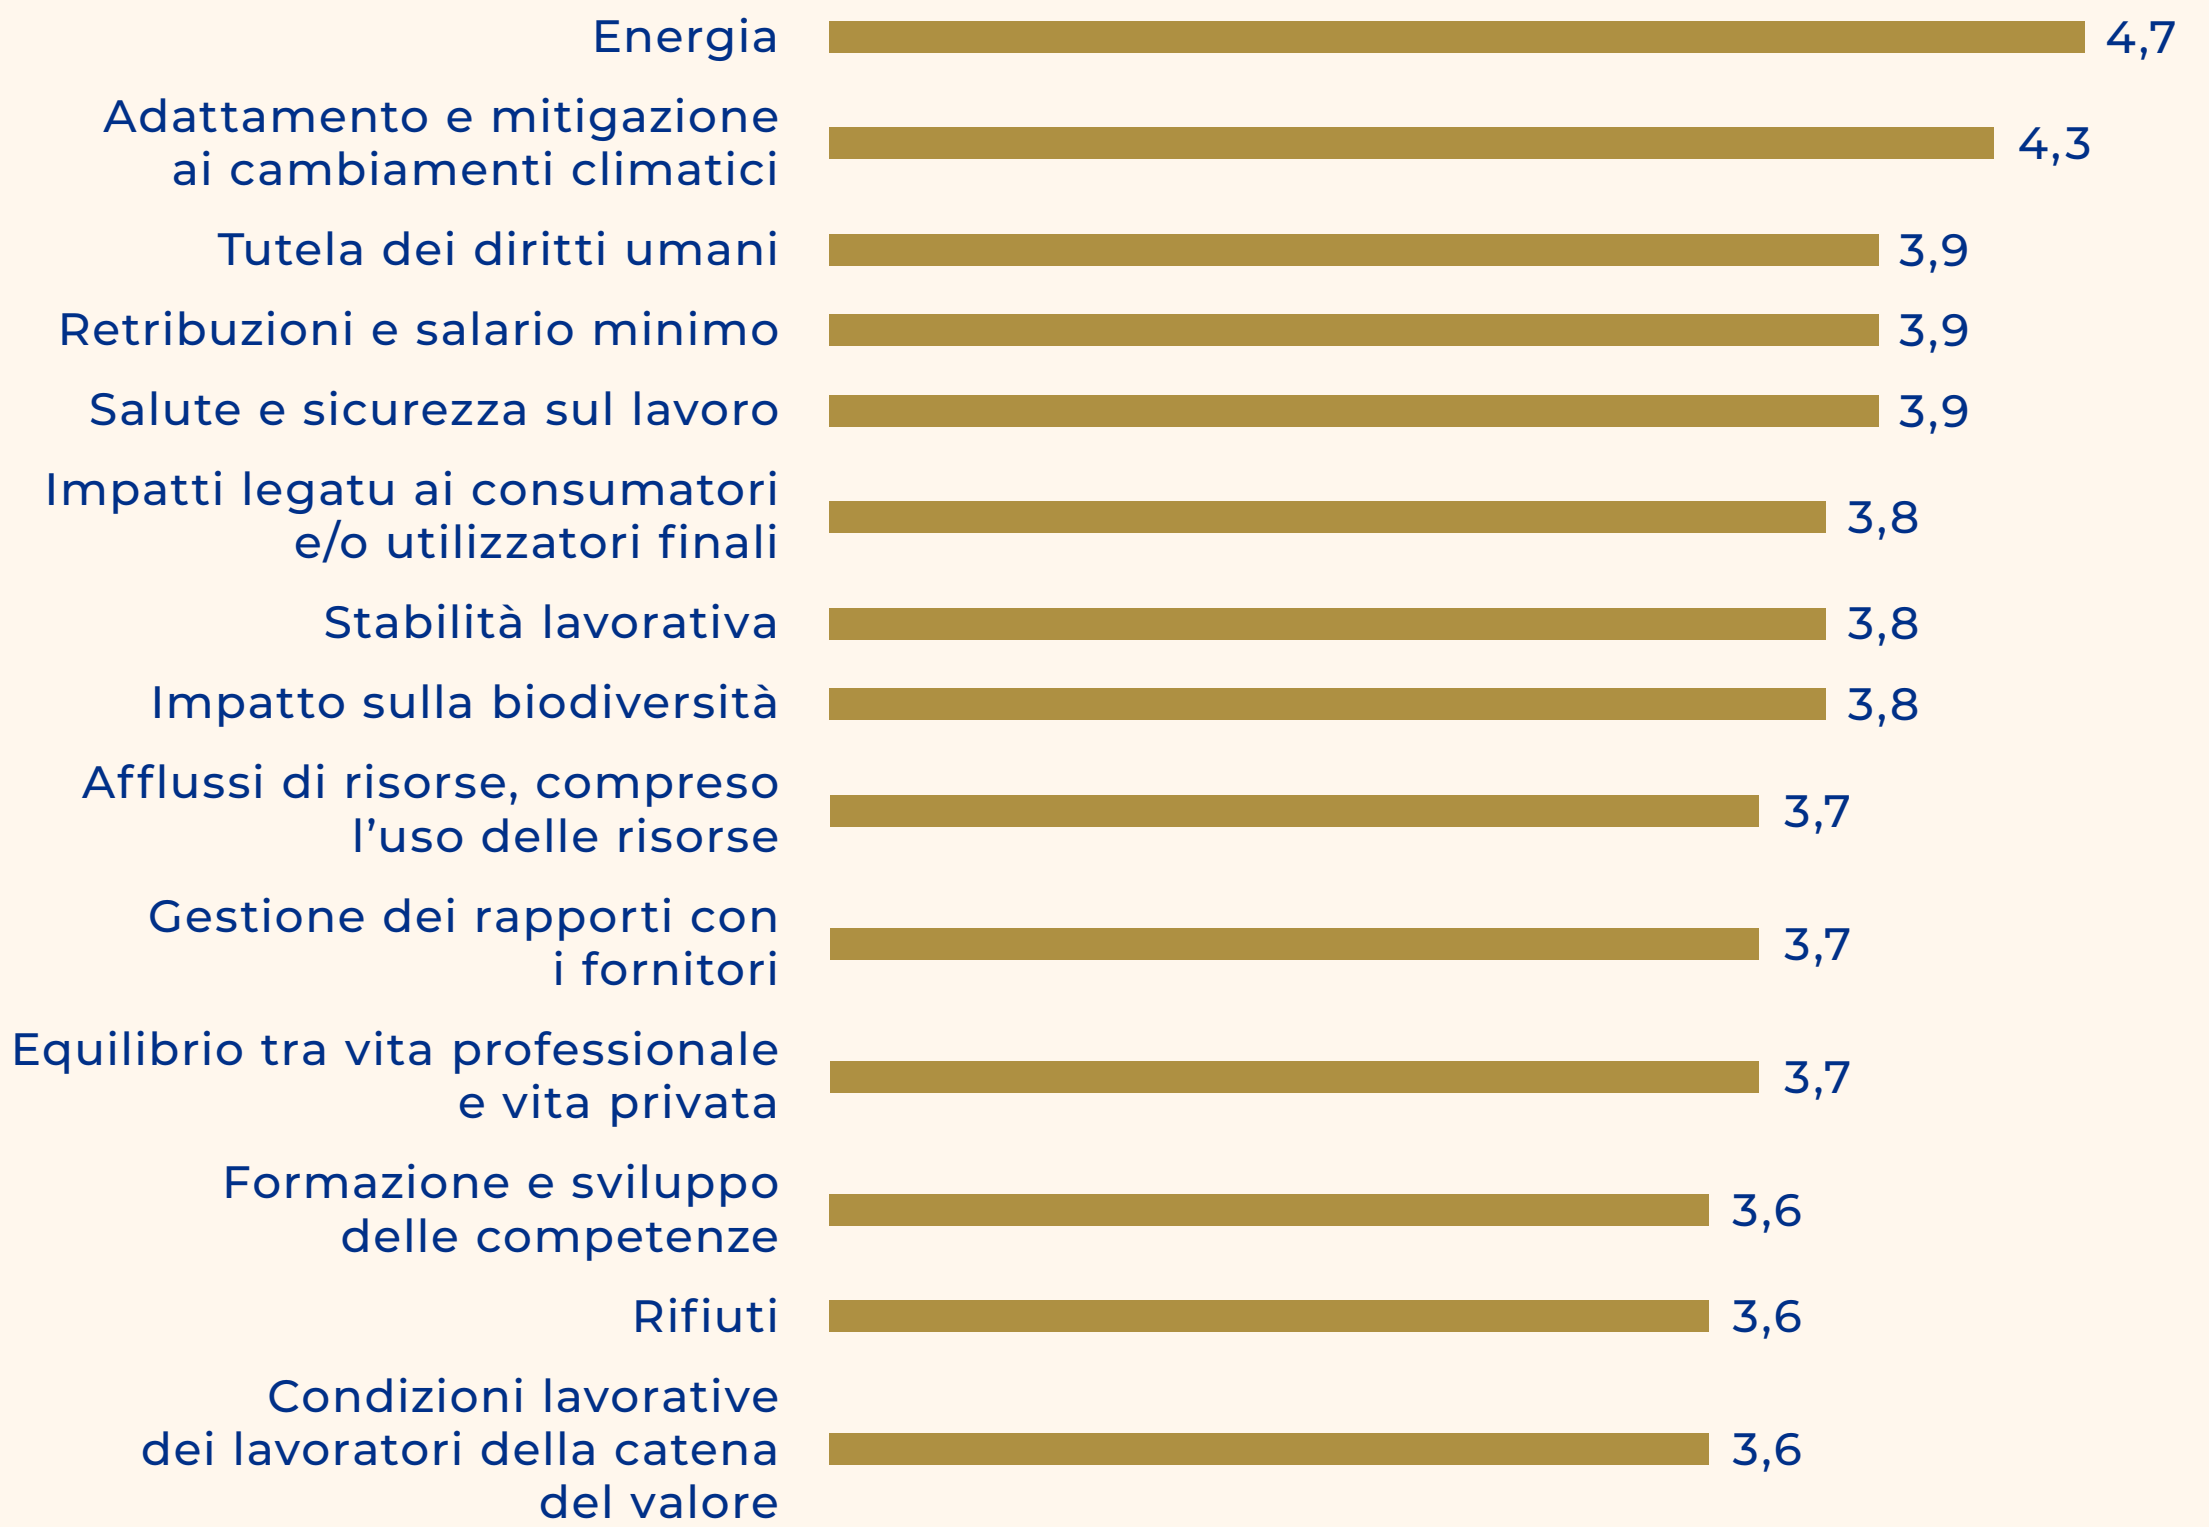 Energia 4,7
Adattamento e mitigazione
ai cambiamenti climatici 4,3
Tutela dei diritti umani 3,9
Retribuzioni e salario minimo 3,9
Salute e sicurezza sul lavoro 3,9
Impatti legatu ai consumatori
e/o utilizzatori finali 3,8
Stabilità lavorativa 3,8
Impatto sulla biodiversità 3,8
Afflussi di risorse, compreso
l’uso delle risorse 3,7
Gestione dei rapporti con
i fornitori 3,7
Equilibrio tra vita professionale
e vita privata 3,7
Formazione e sviluppo
delle competenze 3,6
Rifiuti 3,6
Condizioni lavorative
dei lavoratori della catena 3,6
del valore